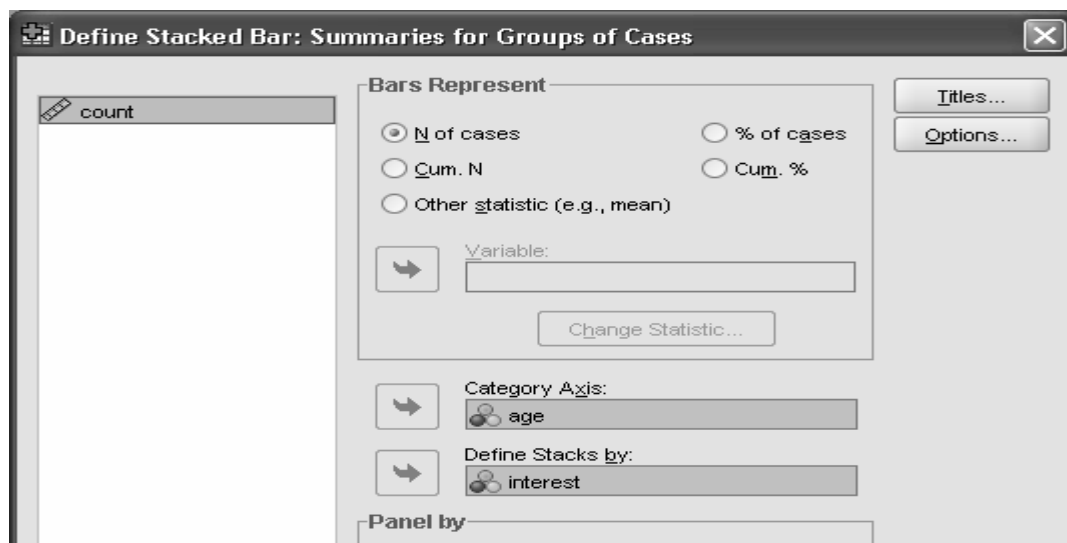 Define Stacked Bar: Summaries for Groups of Cases
count
Bars Represent
N of cases
% of cases
Cum. N
Cum. %
Other statistic (e.g., mean)
Variable:
Change Statistic...
Category Axis:
age
Define Stacks by:
interest
Panel by
Titles...
Options...